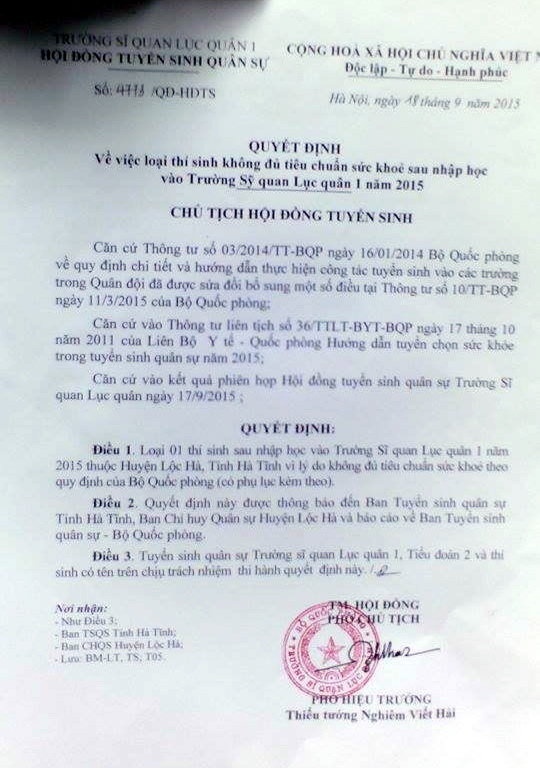 TRƯỜNG SĨ QUAN LỤC QUÂN 1
HỘI ĐỒNG TUYỂN SINH QUÂN SỰ
Số: /QĐ-HĐTS
CỘNG HOÀ XÃ HỘI CHỦ NGHĨA VIỆT N
Độc lập - Tự do - Hạnh phúc
Hà Nội, ngày 18 tháng 9 năm 2015
QUYẾT ĐỊNH
Về việc loại thí sinh không đủ tiêu chuẩn sức khoẻ sau nhập học
vào Trường Sỹ quan Lục quân 1 năm 2015
CHỦ TỊCH HỘI ĐỒNG TUYỂN SINH
Căn cứ Thông tư số 03/2014/TT-BQP ngày 16/01/2014 Bộ Quốc phòng
về quy định chi tiết và hướng dẫn thực hiện công tác tuyển sinh vào các trường
trong Quân đội đã được sửa đổi bổ sung một số điều tại Thông tư số 10/TT-BQP
ngày 11/3/2015 của Bộ Quốc phòng;
Căn cứ vào Thông tư liên tịch số 36/TTLT-BYT-BQP ngày 17 tháng 10
năm 2011 của Liên Bộ Y tế - Quốc phòng Hướng dẫn tuyển chọn sức khỏe
trong tuyển sinh quân sự năm 2015;
Căn cứ vào kết quả phiên họp Hội đồng tuyển sinh quân sự Trường Sĩ
quan Lục quân ngày 17/9/2015 ;
QUYẾT ĐỊNH:
Điều 1. Loại 01 thí sinh sau nhập học vào Trường Sĩ quan Lục quân 1 năm
2015 thuộc Huyện Lộc Hà, Tỉnh Hà Tĩnh vì lý do không đủ tiêu chuẩn sức khoẻ theo
quy định của Bộ Quốc phòng (có phụ lục kèm theo).
Điều 2. Quyết định này được thông báo đến Ban Tuyển sinh quân sự
Tỉnh Hà Tĩnh, Ban Chỉ huy Quân sự Huyện Lộc Hà và báo cáo về Ban Tuyển sinh
quân sự - Bộ Quốc phòng.
Điều 3. Tuyển sinh quân sự Trường sĩ quan Lục quân 1, Tiểu đoàn 2 và thí
sinh có tên trên chịu trách nhiệm thi hành quyết định này. /.
Nơi nhận:
- Như Điều 3;
- Ban TSQS Tỉnh Hà Tĩnh;
- Ban CHQS Huyện Lộc Hà;
- Lưu: BM-LT, TS; T05.
TM. HỘI ĐỒNG
PHÓ CHỦ TỊCH
BỘ QUỐC PHÒNG
TRƯỜNG SĨ QUAN LỤC QUÂN
PHÓ HIỆU TRƯỞNG
Thiếu tướng Nghiêm Viết Hải